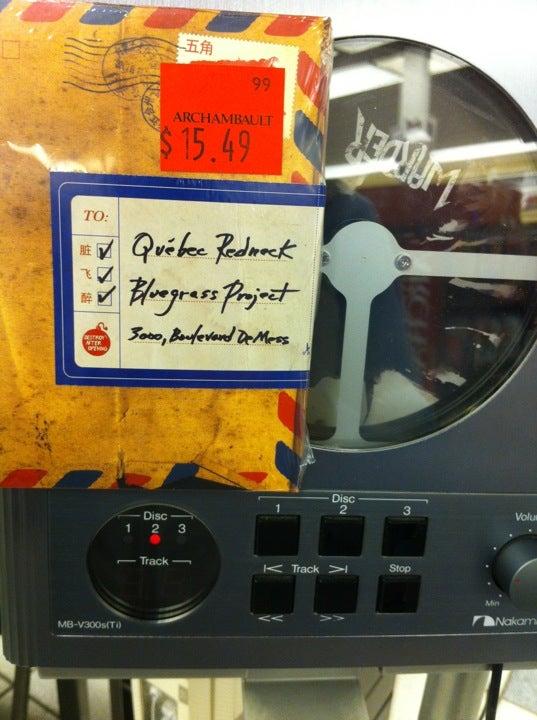 五角
99
ARCHAMBAULT
$15.49
TO:
脏 Québec Redneck
飞
醉 Bluegrass Project
DESTROY
AFTER
OPENING
3000, Boulevard De Mess
Disc
1 2 3
Track
MB-V300s(Ti)
Disc
1 2 3
|< Track >| Stop
<< >>
Volu
Min
Nakam